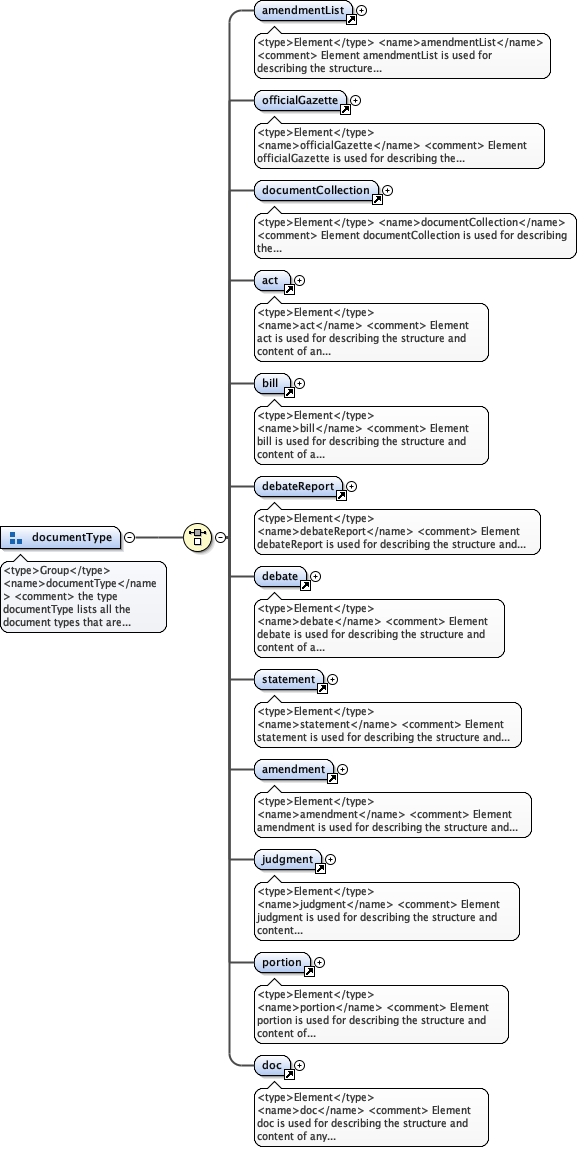 amendmentList
<type>Element</type> <name>amendmentList</name>
<comment> Element amendmentList is used for
describing the structure...
officialGazette
<type>Element</type>
<name>officialGazette</name> <comment> Element
officialGazette is used for describing the...
documentCollection
<type>Element</type> <name>documentCollection</name>
<comment> Element documentCollection is used for describing
the...
act
<type>Element</type>
<name>act</name> <comment> Element
act is used for describing the structure and
content of an...
bill
<type>Element</type>
<name>bill</name> <comment> Element
bill is used for describing the structure and
content of a...
debateReport
<type>Element</type>
<name>debateReport</name> <comment> Element
debateReport is used for describing the structure and...
documentType
<type>Group</type>
<name>documentType</name
> <comment> the type
documentType lists all the
document types that are...
debate
<type>Element</type>
<name>debate</name> <comment> Element
debate is used for describing the structure and
content of a...
statement
<type>Element</type>
<name>statement</name> <comment> Element
statement is used for describing the structure and...
amendment
<type>Element</type>
<name>amendment</name> <comment> Element
amendment is used for describing the structure and...
judgment
<type>Element</type>
<name>judgment</name> <comment> Element
judgment is used for describing the structure and
content...
portion
<type>Element</type>
<name>portion</name> <comment> Element
portion is used for describing the structure and
content of...
doc
<type>Element</type>
<name>doc</name> <comment> Element
doc is used for describing the structure and
content of any...